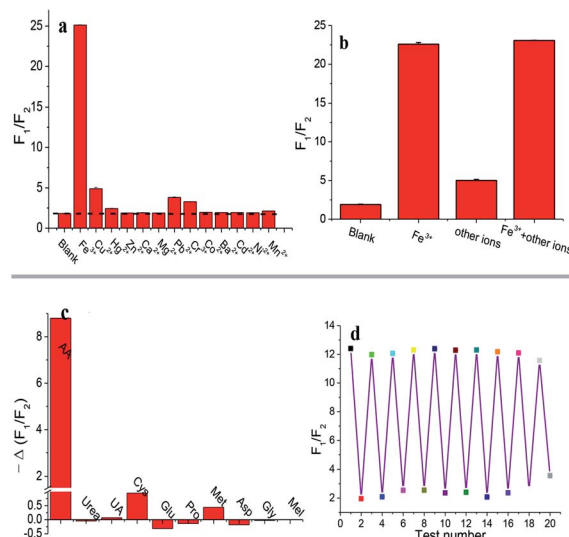 a
F₁/F₂
25
20
15
10
5
0
Blank Fe³⁺ Cu²⁺ Hg²⁺ Zn²⁺ Ca²⁺ Mg²⁺ Pb²⁺ Cr³⁺ Co²⁺ Ba²⁺ Cd²⁺ Ni²⁺ Mn²⁺
b
F₁/F₂
25
20
15
10
5
0
Blank Fe³⁺ other ions Fe³⁺+other ions
c
− Δ (F₁/F₂)
8
6
4
2
0.5
0.0
-0.5
AA Urea UA Cys Glu Pro Met Asp Gly Mel
d
F₁/F₂
14
12
10
8
6
4
2
0 2 4 6 8 10 12 14 16 18 20
Test number